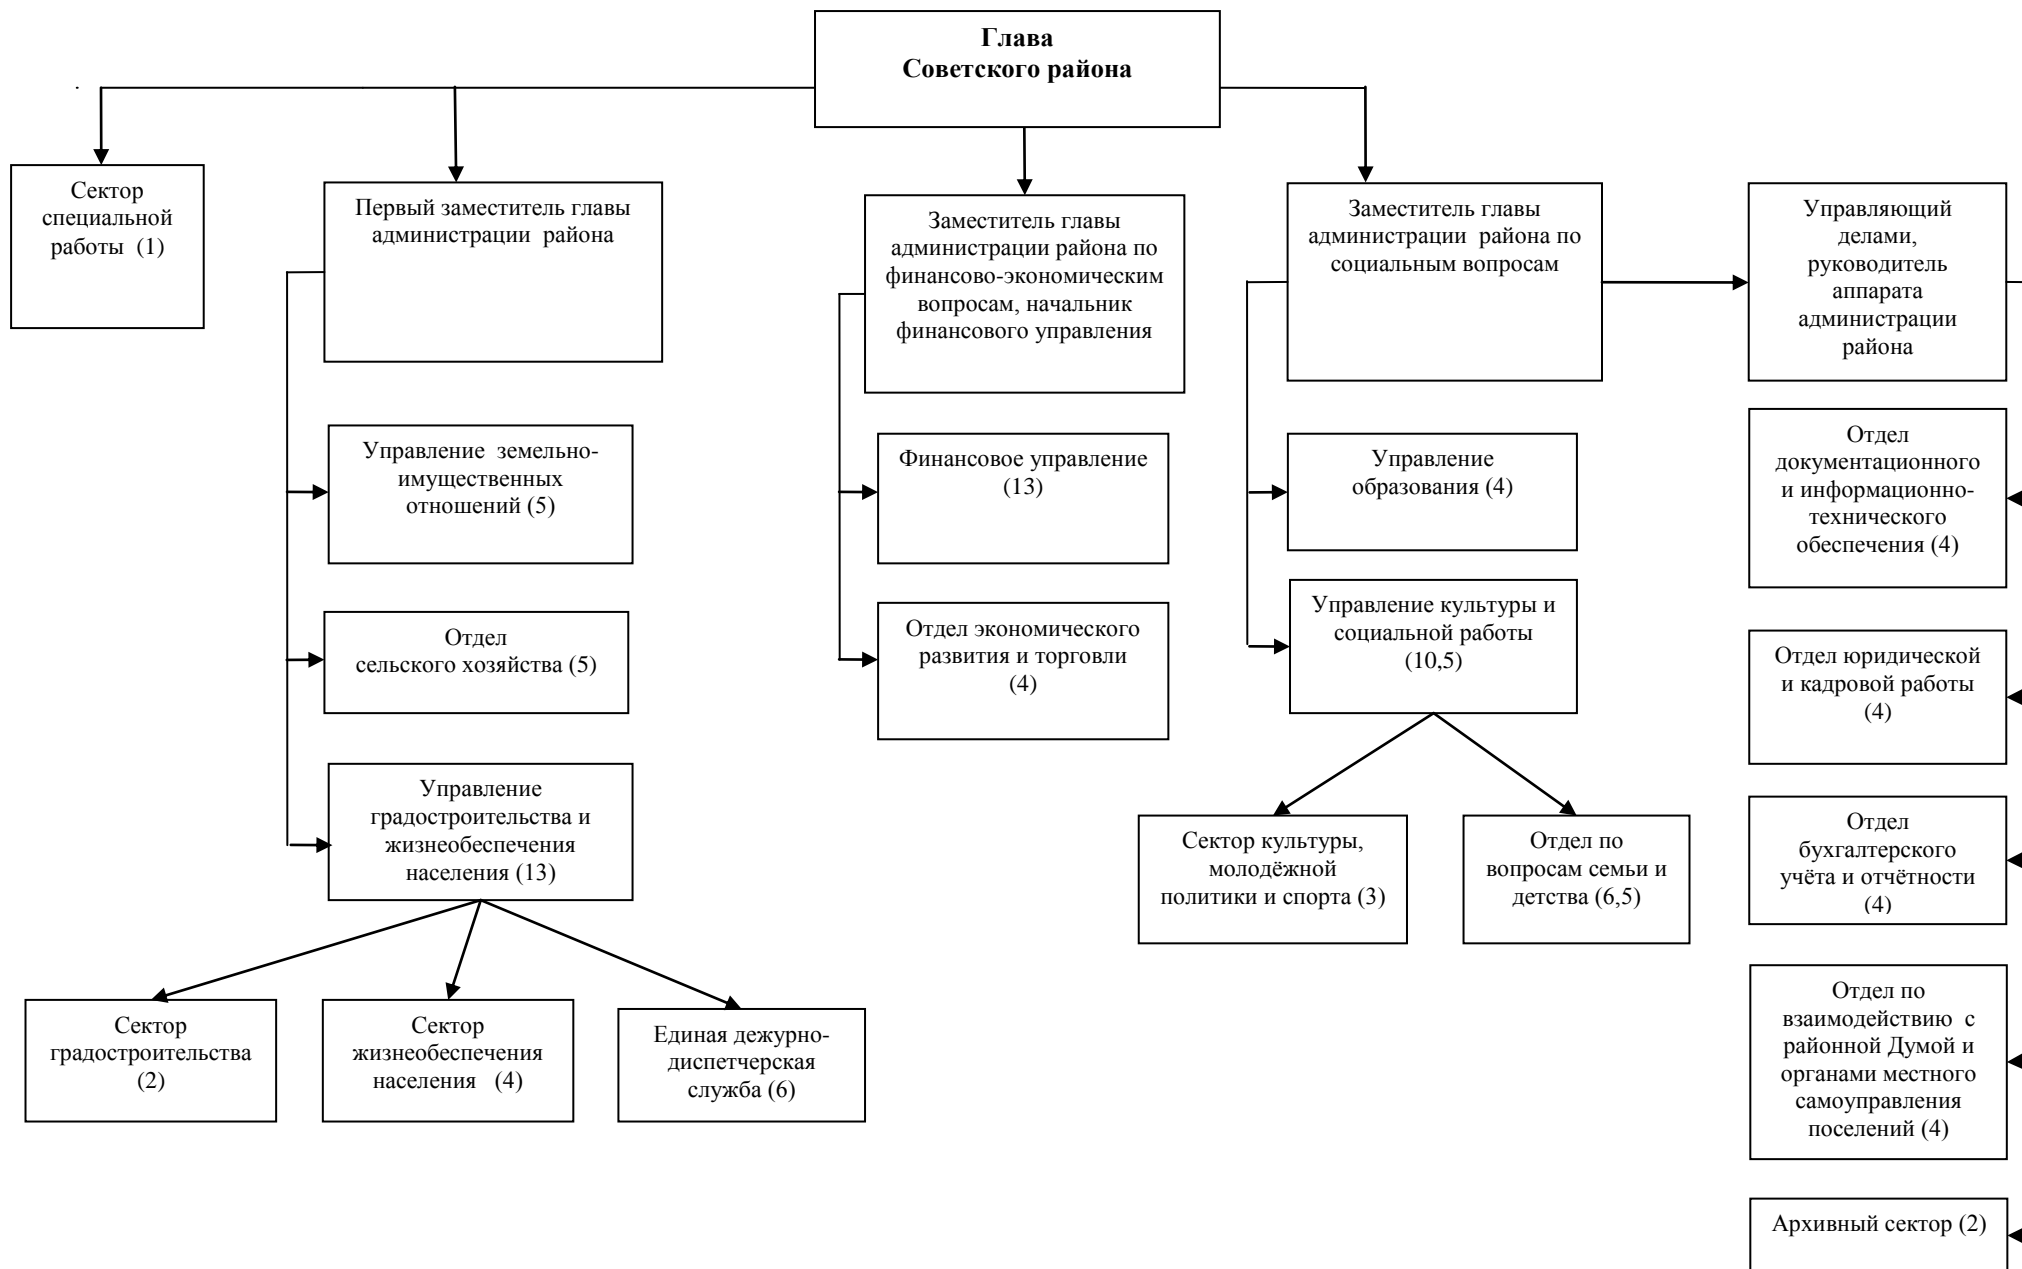 Глава
Советского района
Сектор
специальной
работы (1)
Первый заместитель главы
администрации района
Заместитель главы
администрации района по
финансово-экономическим
вопросам, начальник
финансового управления
Заместитель главы
администрации района по
социальным вопросам
Управляющий
делами,
руководитель
аппарата
администрации
района
Управление земельно-
имущественных
отношений (5)
Отдел
сельского хозяйства (5)
Управление
градостроительства и
жизнеобеспечения
населения (13)
Сектор
градостроительства
(2)
Сектор
жизнеобеспечения
населения (4)
Единая дежурно-
диспетчерская
служба (6)
Финансовое управление
(13)
Отдел экономического
развития и торговли
(4)
Управление
образования (4)
Управление культуры и
социальной работы
(10,5)
Сектор культуры,
молодёжной
политики и спорта (3)
Отдел по
вопросам семьи и
детства (6,5)
Отдел
документационного
и информационно-
технического
обеспечения (4)
Отдел юридической
и кадровой работы
(4)
Отдел
бухгалтерского
учёта и отчётности
(4)
Отдел по
взаимодействию с
районной Думой и
органами местного
самоуправления
поселений (4)
Архивный сектор (2)